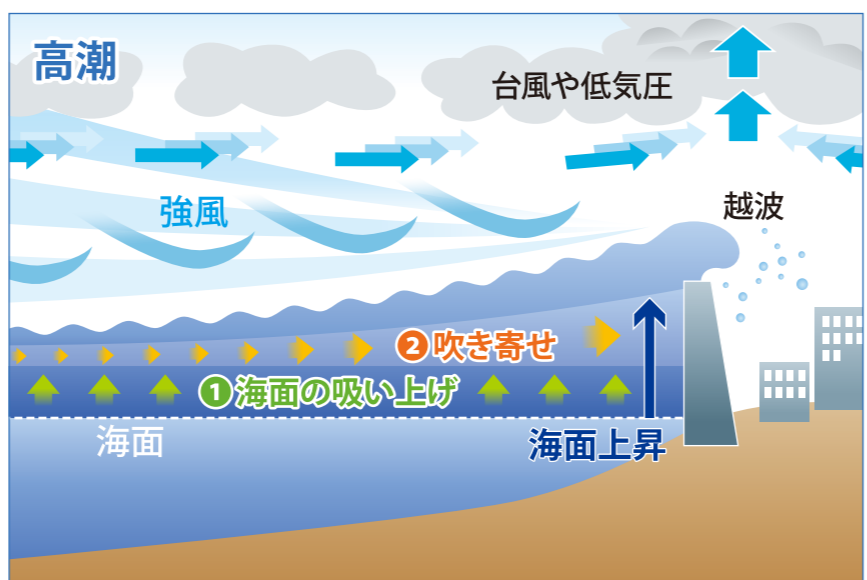 高潮
台風や低気圧
強風
越波
❷吹き寄せ
❶海面の吸い上げ
海面
海面上昇